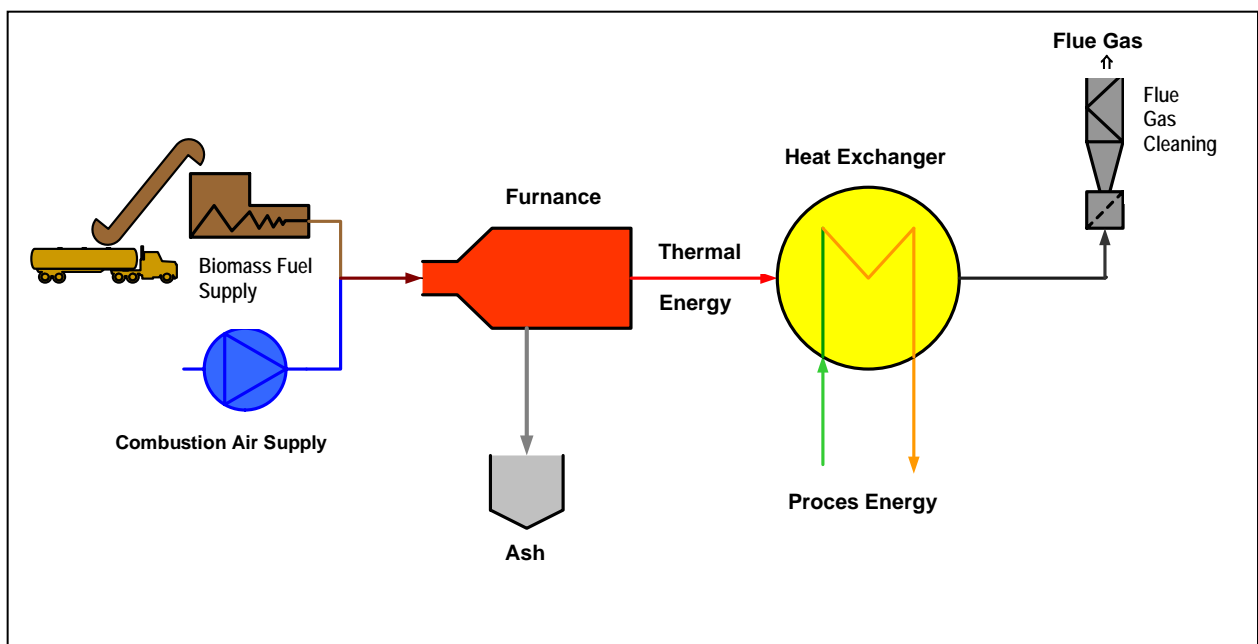 Flue Gas
Flue
Gas
Cleaning
Heat Exchanger
Furnance
Thermal
Energy
Biomass Fuel
Supply
Combustion Air Supply
Proces Energy
Ash